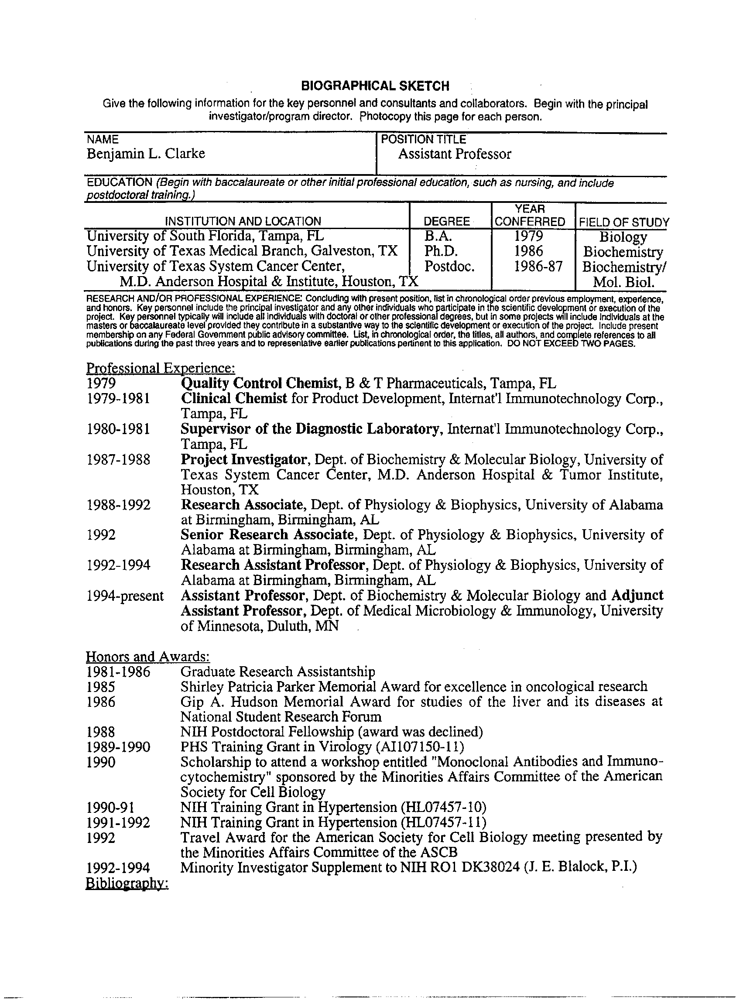 BIOGRAPHICAL SKETCH
Give the following information for the key personnel and consultants and collaborators. Begin with the principal
investigator/program director. Photocopy this page for each person.
NAME POSITION TITLE
Benjamin L. Clarke Assistant Professor
EDUCATION (Begin with baccalaureate or other initial professional education, such as nursing, and include
postdoctoral training.)
INSTITUTION AND LOCATION DEGREE YEAR CONFERRED FIELD OF STUDY
University of South Florida, Tampa, FL B.A. 1979 Biology
University of Texas Medical Branch, Galveston, TX Ph.D. 1986 Biochemistry
University of Texas System Cancer Center, Postdoc. 1986-87 Biochemistry/
M.D. Anderson Hospital & Institute, Houston, TX Mol. Biol.
RESEARCH AND/OR PROFESSIONAL EXPERIENCE: Concluding with present position, list in chronological order previous employment, experience,
and honors. Key personnel include the principal investigator and any other individuals who participate in the scientific development or execution of the
project. Key personnel typically will include all individuals with doctoral or other professional degrees, but in some projects will include individuals at the
masters or baccalaureate level provided they contribute in a substantive way to the scientific development or execution of the project. Include present
membership on any Federal Government public advisory committee. List, in chronological order, the titles, all authors, and complete references to all
publications during the past three years and to representative earlier publications pertinent to this application. DO NOT EXCEED TWO PAGES.
Professional Experience:
1979 Quality Control Chemist, B & T Pharmaceuticals, Tampa, FL
1979-1981 Clinical Chemist for Product Development, Internat'l Immunotechnology Corp.,
Tampa, FL
1980-1981 Supervisor of the Diagnostic Laboratory, Internat'l Immunotechnology Corp.,
Tampa, FL
1987-1988 Project Investigator, Dept. of Biochemistry & Molecular Biology, University of
Texas System Cancer Center, M.D. Anderson Hospital & Tumor Institute,
Houston, TX
1988-1992 Research Associate, Dept. of Physiology & Biophysics, University of Alabama
at Birmingham, Birmingham, AL
1992 Senior Research Associate, Dept. of Physiology & Biophysics, University of
Alabama at Birmingham, Birmingham, AL
1992-1994 Research Assistant Professor, Dept. of Physiology & Biophysics, University of
Alabama at Birmingham, Birmingham, AL
1994-present Assistant Professor, Dept. of Biochemistry & Molecular Biology and Adjunct
Assistant Professor, Dept. of Medical Microbiology & Immunology, University
of Minnesota, Duluth, MN
Honors and Awards:
1981-1986 Graduate Research Assistantship
1985 Shirley Patricia Parker Memorial Award for excellence in oncological research
1986 Gip A. Hudson Memorial Award for studies of the liver and its diseases at
National Student Research Forum
1988 NIH Postdoctoral Fellowship (award was declined)
1989-1990 PHS Training Grant in Virology (AI107150-11)
1990 Scholarship to attend a workshop entitled "Monoclonal Antibodies and Immuno-
cytochemistry" sponsored by the Minorities Affairs Committee of the American
Society for Cell Biology
1990-91 NIH Training Grant in Hypertension (HL07457-10)
1991-1992 NIH Training Grant in Hypertension (HL07457-11)
1992 Travel Award for the American Society for Cell Biology meeting presented by
the Minorities Affairs Committee of the ASCB
1992-1994 Minority Investigator Supplement to NIH RO1 DK38024 (J. E. Blalock, P.I.)
Bibliography: